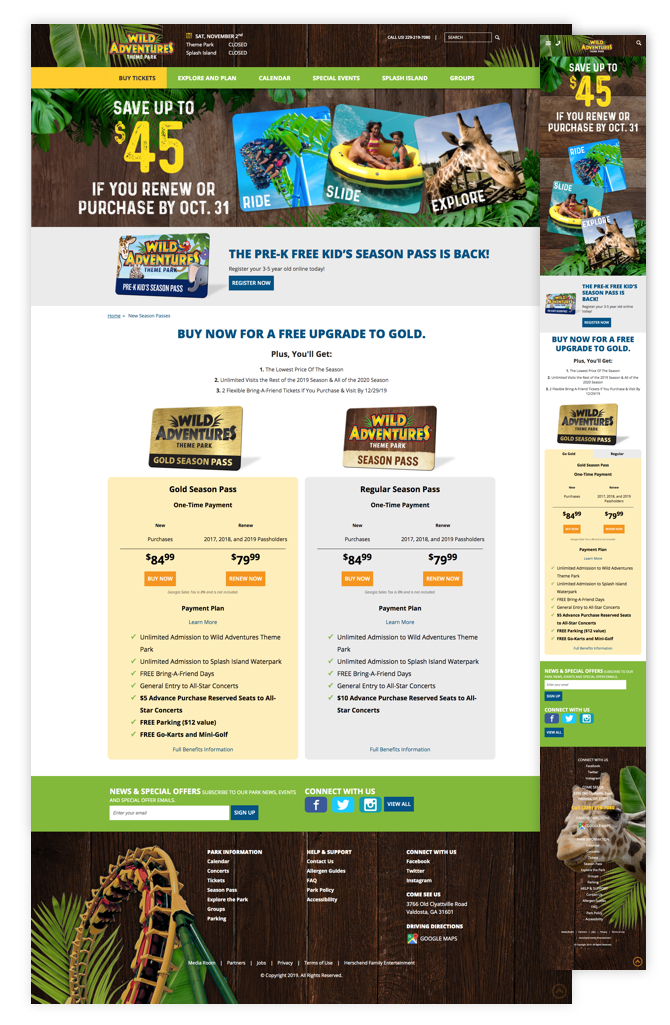 WILD
ADVENTURES
THEME PARK
SAT, NOVEMBER 2nd
Theme Park CLOSED
Splash Island CLOSED
CALL US! 229-219-7080 |
SEARCH
BUY TICKETS EXPLORE AND PLAN CALENDAR SPECIAL EVENTS SPLASH ISLAND GROUPS
SAVE UP TO
$45
IF YOU RENEW OR
PURCHASE BY OCT. 31
RIDE
SLIDE
EXPLORE
WILD
ADVENTURES
THEME PARK
PRE-K KID'S SEASON PASS
THE PRE-K FREE KID'S SEASON PASS IS BACK!
Register your 3-5 year old online today!
REGISTER NOW
Home » New Season Passes
BUY NOW FOR A FREE UPGRADE TO GOLD.
Plus, You'll Get:
1. The Lowest Price Of The Season
2. Unlimited Visits the Rest of the 2019 Season & All of the 2020 Season
3. 2 Flexible Bring-A-Friend Tickets if You Purchase & Visit By 12/29/19
WILD
ADVENTURES
THEME PARK
GOLD SEASON PASS
WILD
ADVENTURES
THEME PARK
SEASON PASS
Gold Season Pass
One-Time Payment
New Renew
Purchases 2017, 2018, and 2019 Passholders
$84.99 $79.99
BUY NOW RENEW NOW
Georgia Sales Tax is 8% and is not included.
Payment Plan
Learn More
✔ Unlimited Admission to Wild Adventures Theme
Park
✔ Unlimited Admission to Splash Island Waterpark
✔ FREE Bring-A-Friend Days
✔ General Entry to All-Star Concerts
✔ $5 Advance Purchase Reserved Seats to All-
Star Concerts
✔ FREE Parking ($12 value)
✔ FREE Go-Karts and Mini-Golf
Full Benefits Information
Regular Season Pass
One-Time Payment
New Renew
Purchases 2017, 2018, and 2019 Passholders
$84.99 $79.99
BUY NOW RENEW NOW
Georgia Sales Tax is 8% and is not included.
Payment Plan
Learn More
✔ Unlimited Admission to Wild Adventures Theme
Park
✔ Unlimited Admission to Splash Island Waterpark
✔ FREE Bring-A-Friend Days
✔ General Entry to All-Star Concerts
✔ $10 Advance Purchase Reserved Seats to All-
Star Concerts
Full Benefits Information
NEWS & SPECIAL OFFERS SUBSCRIBE TO OUR PARK NEWS, EVENTS
AND SPECIAL OFFER EMAILS.
Enter your email
SIGN UP
CONNECT WITH US
VIEW ALL
PARK INFORMATION
Calendar
Concerts
Tickets
Season Pass
Explore the Park
Groups
Parking
HELP & SUPPORT
Contact Us
Allergen Guides
FAQ
Park Policy
Accessibility
CONNECT WITH US
Facebook
Twitter
Instagram
COME SEE US
3766 Old Clyattville Road
Valdosta, GA 31601
DRIVING DIRECTIONS
GOOGLE MAPS
Media Room | Partners | Jobs | Privacy | Terms of Use | Herschend Family Entertainment
© Copyright 2019. All Rights Reserved.
WILD
ADVENTURES
THEME PARK
SAVE UP TO
$45
IF YOU RENEW OR
PURCHASE BY OCT. 31
RIDE
SLIDE
EXPLORE
THE PRE-K FREE KID'S
SEASON PASS IS
BACK!
Register your 3-5 year old online
today!
REGISTER NOW
BUY NOW FOR A FREE
UPGRADE TO GOLD.
Plus, You'll Get:
1. The Lowest Price Of The Season
2. Unlimited Visits the Rest of the 2019 Season & All of the
2020 Season
3. 2 Flexible Bring-A-Friend Tickets if You Purchase & Visit By
12/29/19
WILD
ADVENTURES
THEME PARK
GOLD SEASON PASS
Go Gold Regular
Gold Season Pass
One-Time Payment
New Renew
Purchases 2017, 2018, and 2019
Passholders
$84.99 $79.99
BUY NOW RENEW NOW
Payment Plan
Learn More
✔ Unlimited Admission to Wild Adventures
Theme Park
✔ Unlimited Admission to Splash Island
Waterpark
✔ FREE Bring-A-Friend Days
✔ General Entry to All-Star Concerts
✔ $5 Advance Purchase Reserved Seats
to All-Star Concerts
✔ FREE Parking ($12 value)
✔ FREE Go-Karts and Mini-Golf
Full Benefits Information
NEWS & SPECIAL OFFERS SUBSCRIBE TO OUR
PARK NEWS, EVENTS AND SPECIAL OFFER EMAILS.
Enter your email
SIGN UP
CONNECT WITH US
VIEW ALL
CONNECT WITH US
Facebook
Twitter
Instagram
COME SEE US
GOOGLE MAPS
Season Pass
Explore the Park
Groups
Parking
HELP & SUPPORT
Contact Us
Allergen Guides
FAQ
Park Policy
Accessibility